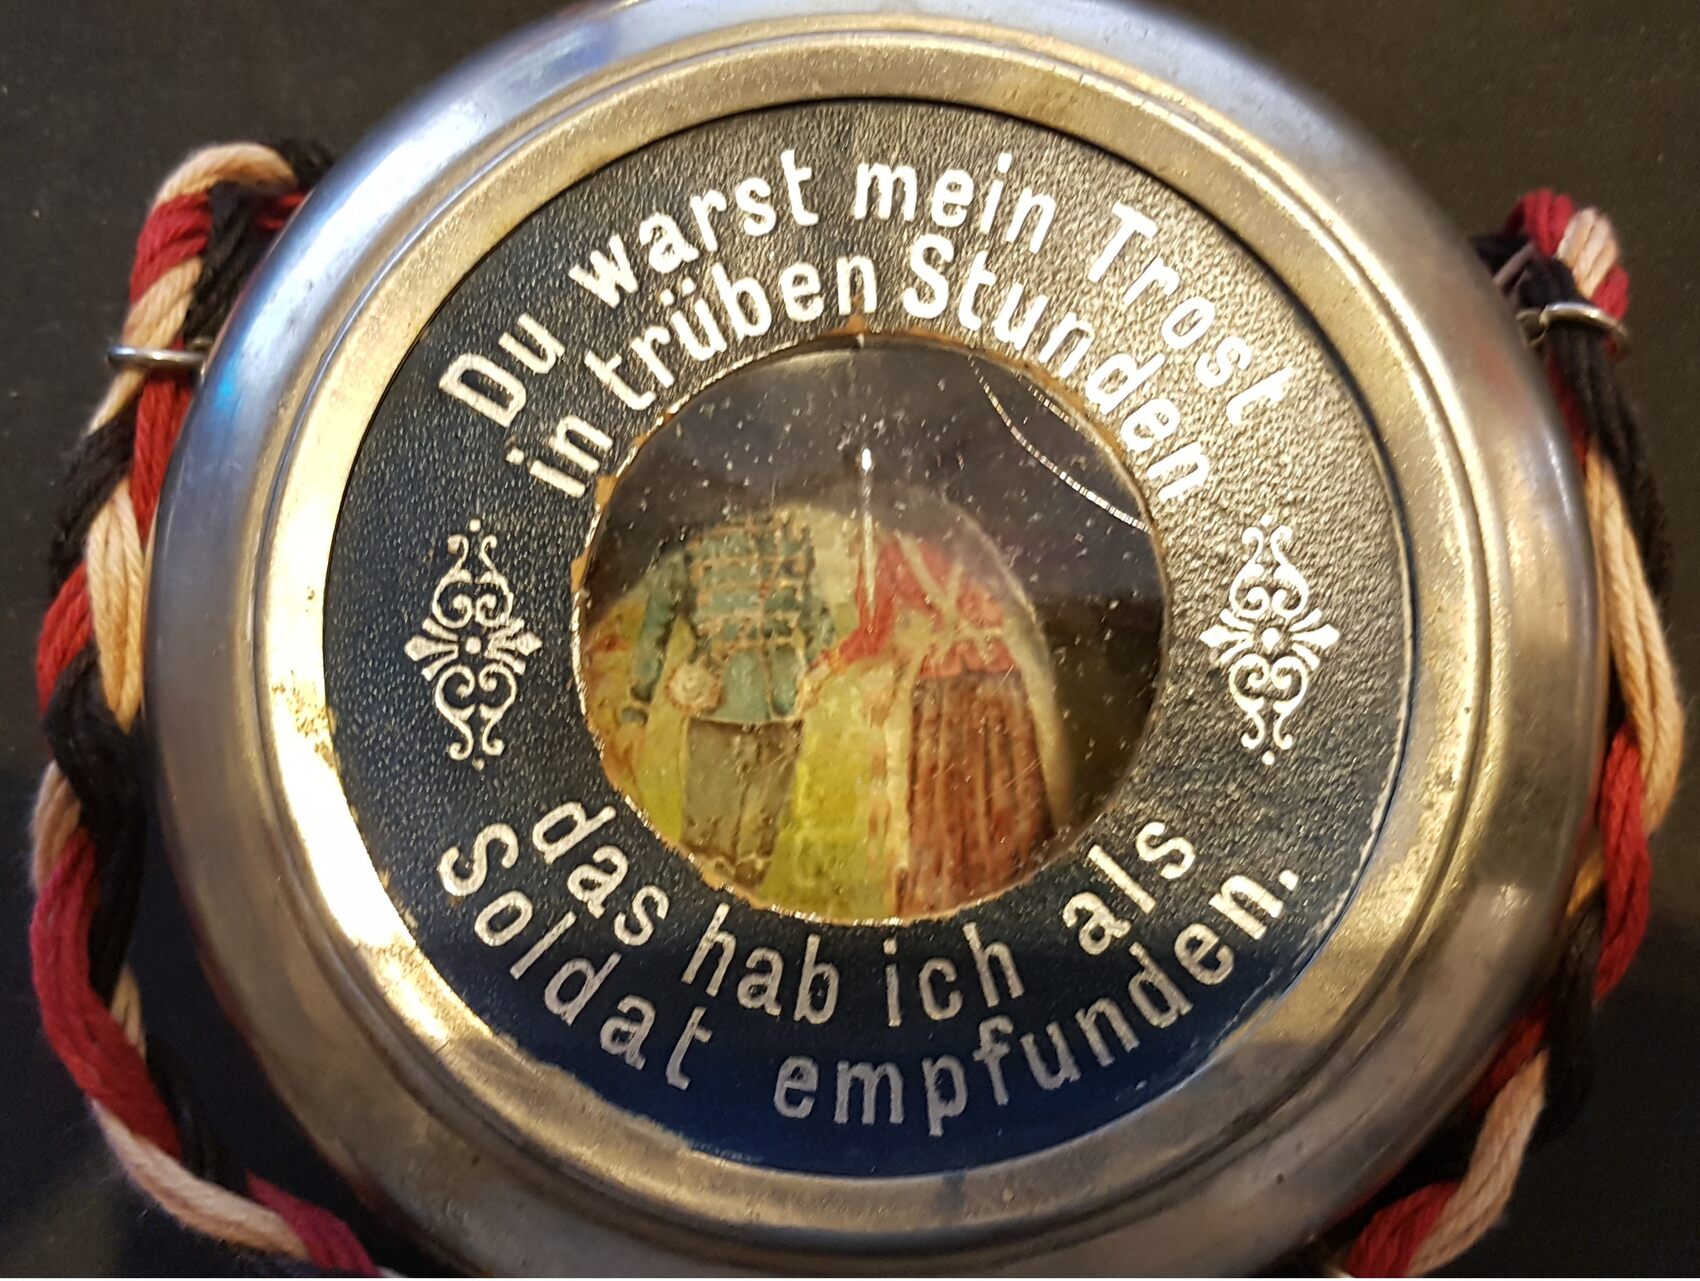 Du warst mein Trost
in trüben Stunden
das hab ich als
Soldat empfunden.